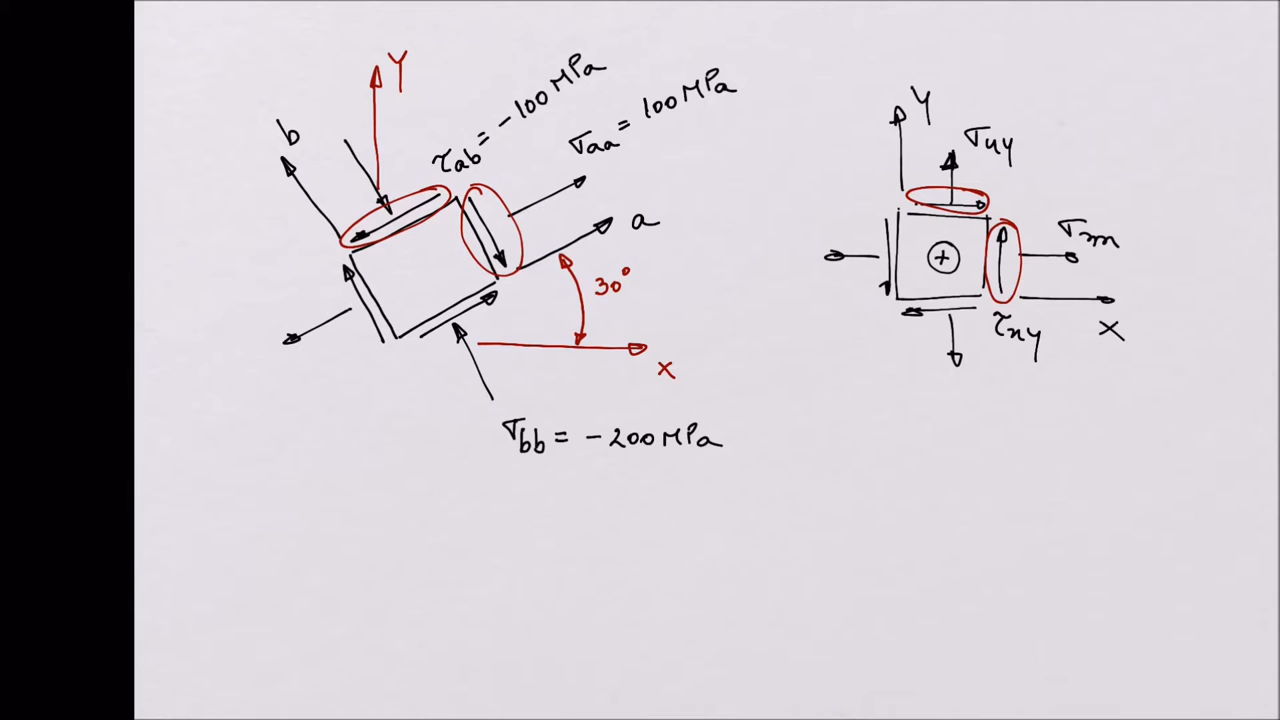 Y
b
τab = -100 MPa
σaa = 100 MPa
a
30°
x
σbb = -200 MPa
Y
σyy
σxx
+
τxy
X